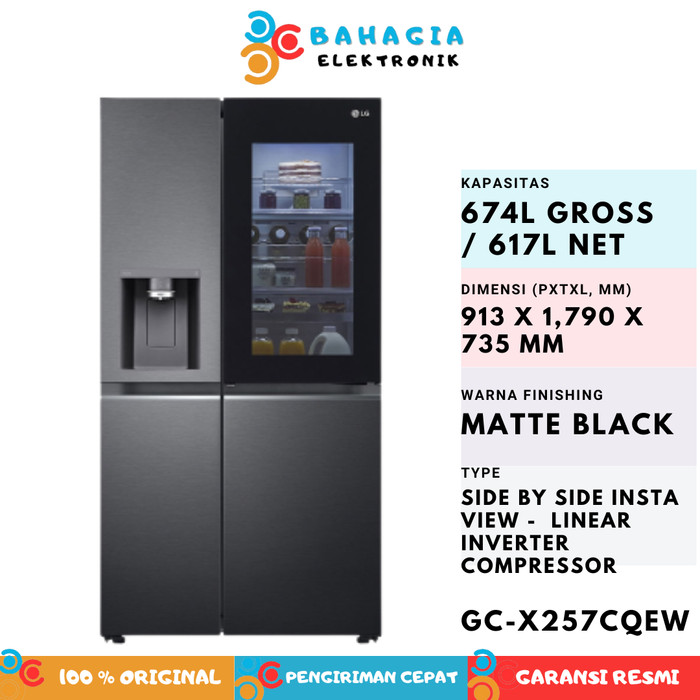 BAHAGIA
ELEKTRONIK
LG
KAPASITAS
674L GROSS
/ 617L NET
DIMENSI (PXTXL, MM)
913 X 1,790 X
735 MM
WARNA FINISHING
MATTE BLACK
TYPE
SIDE BY SIDE INSTA
VIEW - LINEAR
INVERTER
COMPRESSOR
GC-X257CQEW
100 % ORIGINAL
PENGIRIMAN CEPAT
GARANSI RESMI